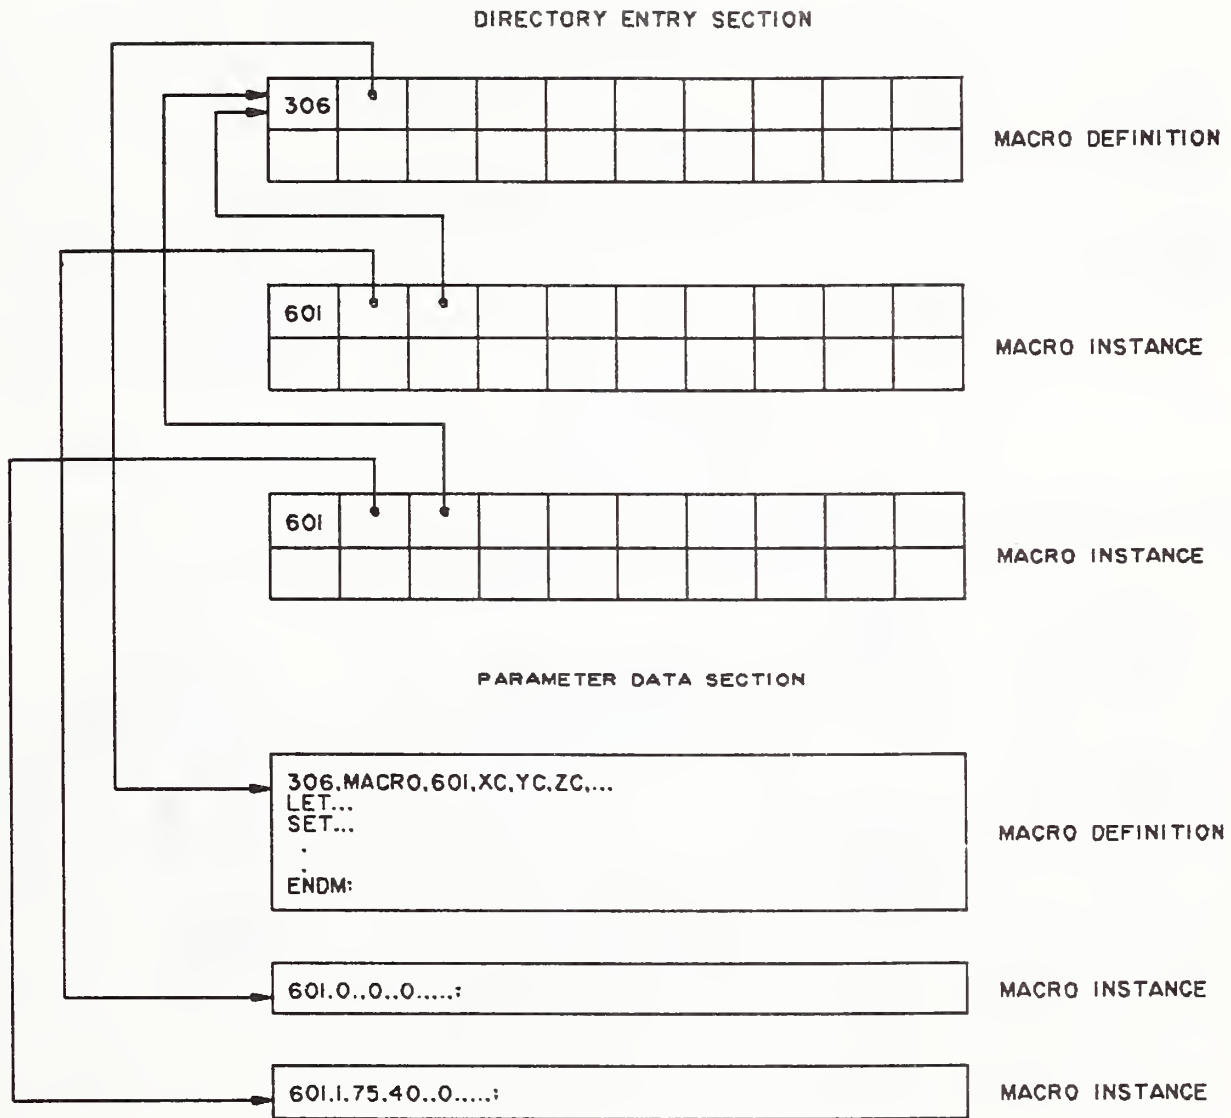 DIRECTORY ENTRY SECTION
306
MACRO DEFINITION
601
MACRO INSTANCE
601
MACRO INSTANCE
PARAMETER DATA SECTION
306,MACRO,601,XC,YC,ZC,...
LET...
SET...
.
.
ENDM;
MACRO DEFINITION
601,0.,0.,0.,...;
MACRO INSTANCE
601,1.75,40.,0.,...;
MACRO INSTANCE